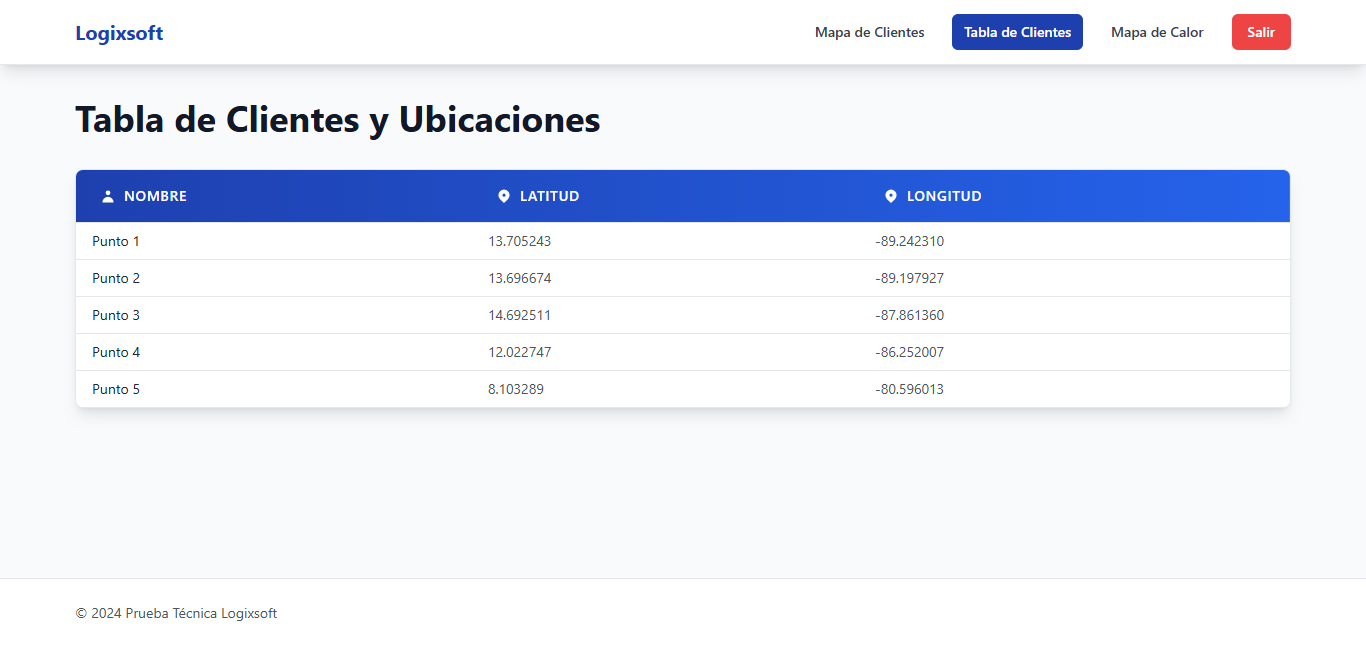 Logixsoft Mapa de Clientes Tabla de Clientes Mapa de Calor Salir
Tabla de Clientes y Ubicaciones
NOMBRE LATITUD LONGITUD
Punto 1 13.705243 -89.242310
Punto 2 13.696674 -89.197927
Punto 3 14.692511 -87.861360
Punto 4 12.022747 -86.252007
Punto 5 8.103289 -80.596013
© 2024 Prueba Técnica Logixsoft